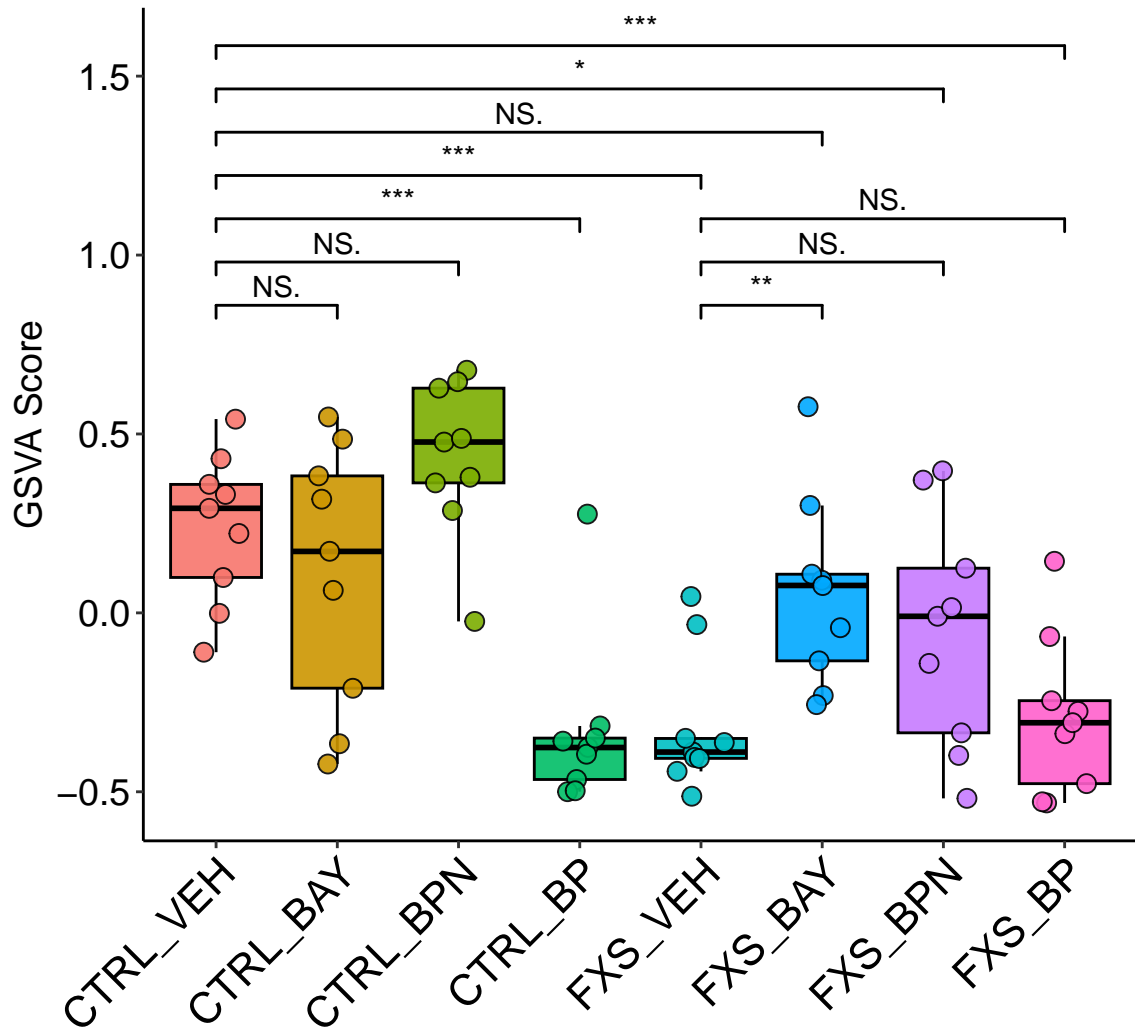 ***
*
NS.
***
***
NS.
NS.
NS.
NS.
**
GSVA Score
1.5
1.0
0.5
0.0
−0.5
CTRL_VEH
CTRL_BAY
CTRL_BPN
CTRL_BP
FXS_VEH
FXS_BAY
FXS_BPN
FXS_BP